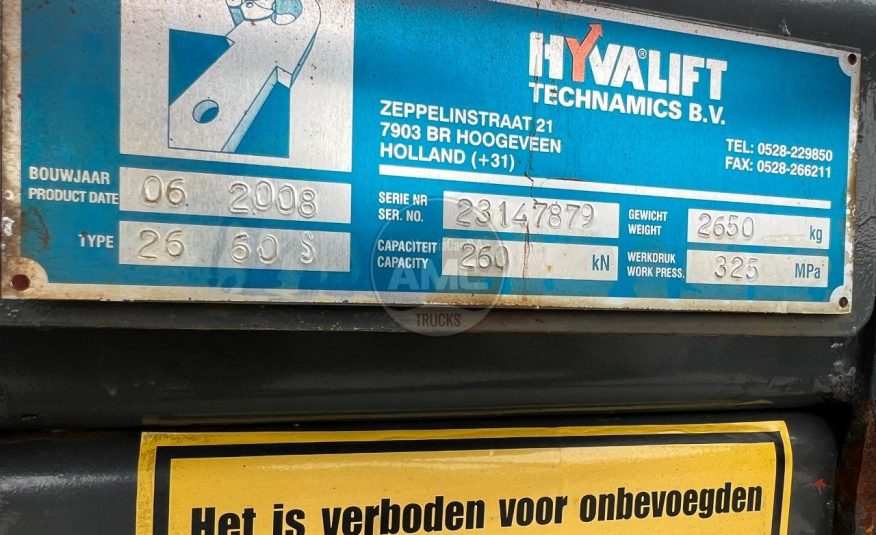 HYVALIFT®
TECHNAMICS B.V.
ZEPPELINSTRAAT 21
7903 BR HOOGEVEEN
HOLLAND (+31)
TEL: 0528-229850
FAX: 0528-266211
BOUWJAAR
PRODUCT DATE
06 2008
SERIE NR
SER. NO.
23147879
GEWICHT
WEIGHT
2650 kg
TYPE
26 60 S
CAPACITEIT
CAPACITY
260 kN
WERKDRUK
WORK PRESS.
325 MPa
AMC
TRUCKS
Het is verboden voor onbevoegden